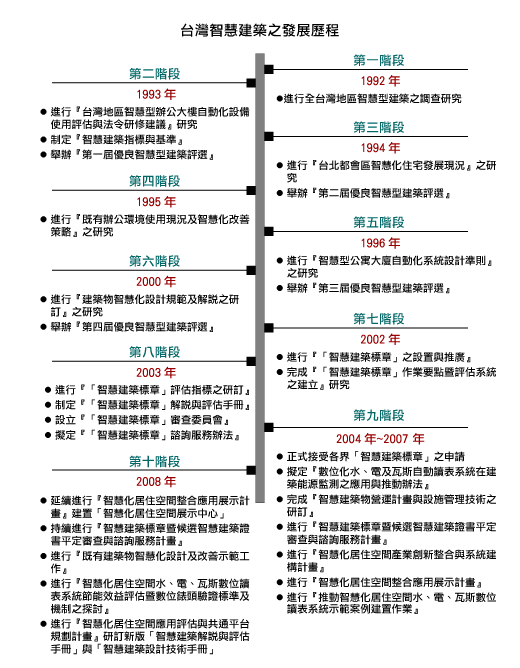 台灣智慧建築之發展歷程
第一階段
1992 年
●進行全台灣地區智慧型建築之調查研究
第二階段
1993 年
● 進行『台灣地區智慧型辦公大樓自動化設備
使用評估與法令研修建議』研究
● 制定『智慧建築指標與基準』
● 舉辦『第一屆優良智慧型建築評選』
第三階段
1994 年
● 進行『台北都會區智慧化住宅發展現況』之研
究
● 舉辦『第二屆優良智慧型建築評選』
第四階段
1995 年
● 進行『既有辦公環境使用現況及智慧化改善
策略』之研究
第五階段
1996 年
● 進行『智慧型公寓大廈自動化系統設計準則』
之研究
● 舉辦『第三屆優良智慧型建築評選』
第六階段
2000 年
● 進行『建築物智慧化設計規範及解說之研
訂』之研究
● 舉辦『第四屆優良智慧型建築評選』
第七階段
2002 年
● 進行『「智慧建築標章」之設置與推廣』
● 完成『「智慧建築標章」作業要點暨評估系統
之建立』研究
第八階段
2003 年
● 進行『「智慧建築標章」評估指標之研訂』
● 制定『「智慧建築標章」解說與評估手冊』
● 設立『「智慧建築標章」審查委員會』
● 擬定『「智慧建築標章」諮詢服務辦法』
第九階段
2004 年~2007 年
● 正式接受各界「智慧建築標章」之申請
● 擬定『數位化水、電及瓦斯自動讀表系統在建
築能源監測之應用與推動辦法』
● 完成『智慧建築物營運計畫與設施管理技術之
研訂』
● 進行『智慧建築標章暨候選智慧建築證書平定
審查與諮詢服務計畫』
● 進行『智慧化居住空間產業創新整合與系統建
構計畫』
● 進行『智慧化居住空間整合應用展示計畫』
● 進行『推動智慧化居住空間水、電、瓦斯數位
讀表系統示範案例建置作業』
第十階段
2008 年
● 延續進行『智慧化居住空間整合應用展示計
畫』建置「智慧化居住空間展示中心」
● 持續進行『智慧建築標章暨候選智慧建築證
書平定審查與諮詢服務計畫』
● 進行『既有建築物智慧化設計及改善示範工
作』
● 進行『智慧化居住空間水、電、瓦斯數位讀
表系統節能效益評估暨數位錶頭驗證標準及
機制之探討』
● 進行『智慧化居住空間應用評估與共通平台
規劃計畫』研訂新版「智慧建築解說與評估
手冊」與「智慧建築設計技術手冊」